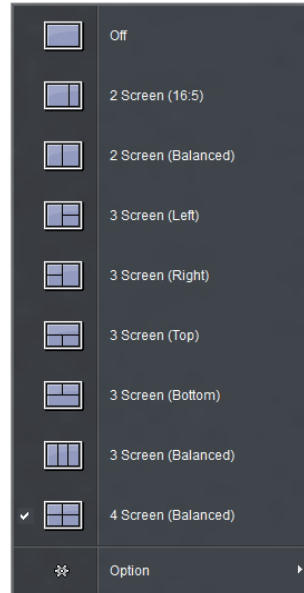 Off
2 Screen (16:5)
2 Screen (Balanced)
3 Screen (Left)
3 Screen (Right)
3 Screen (Top)
3 Screen (Bottom)
3 Screen (Balanced)
4 Screen (Balanced)
Option